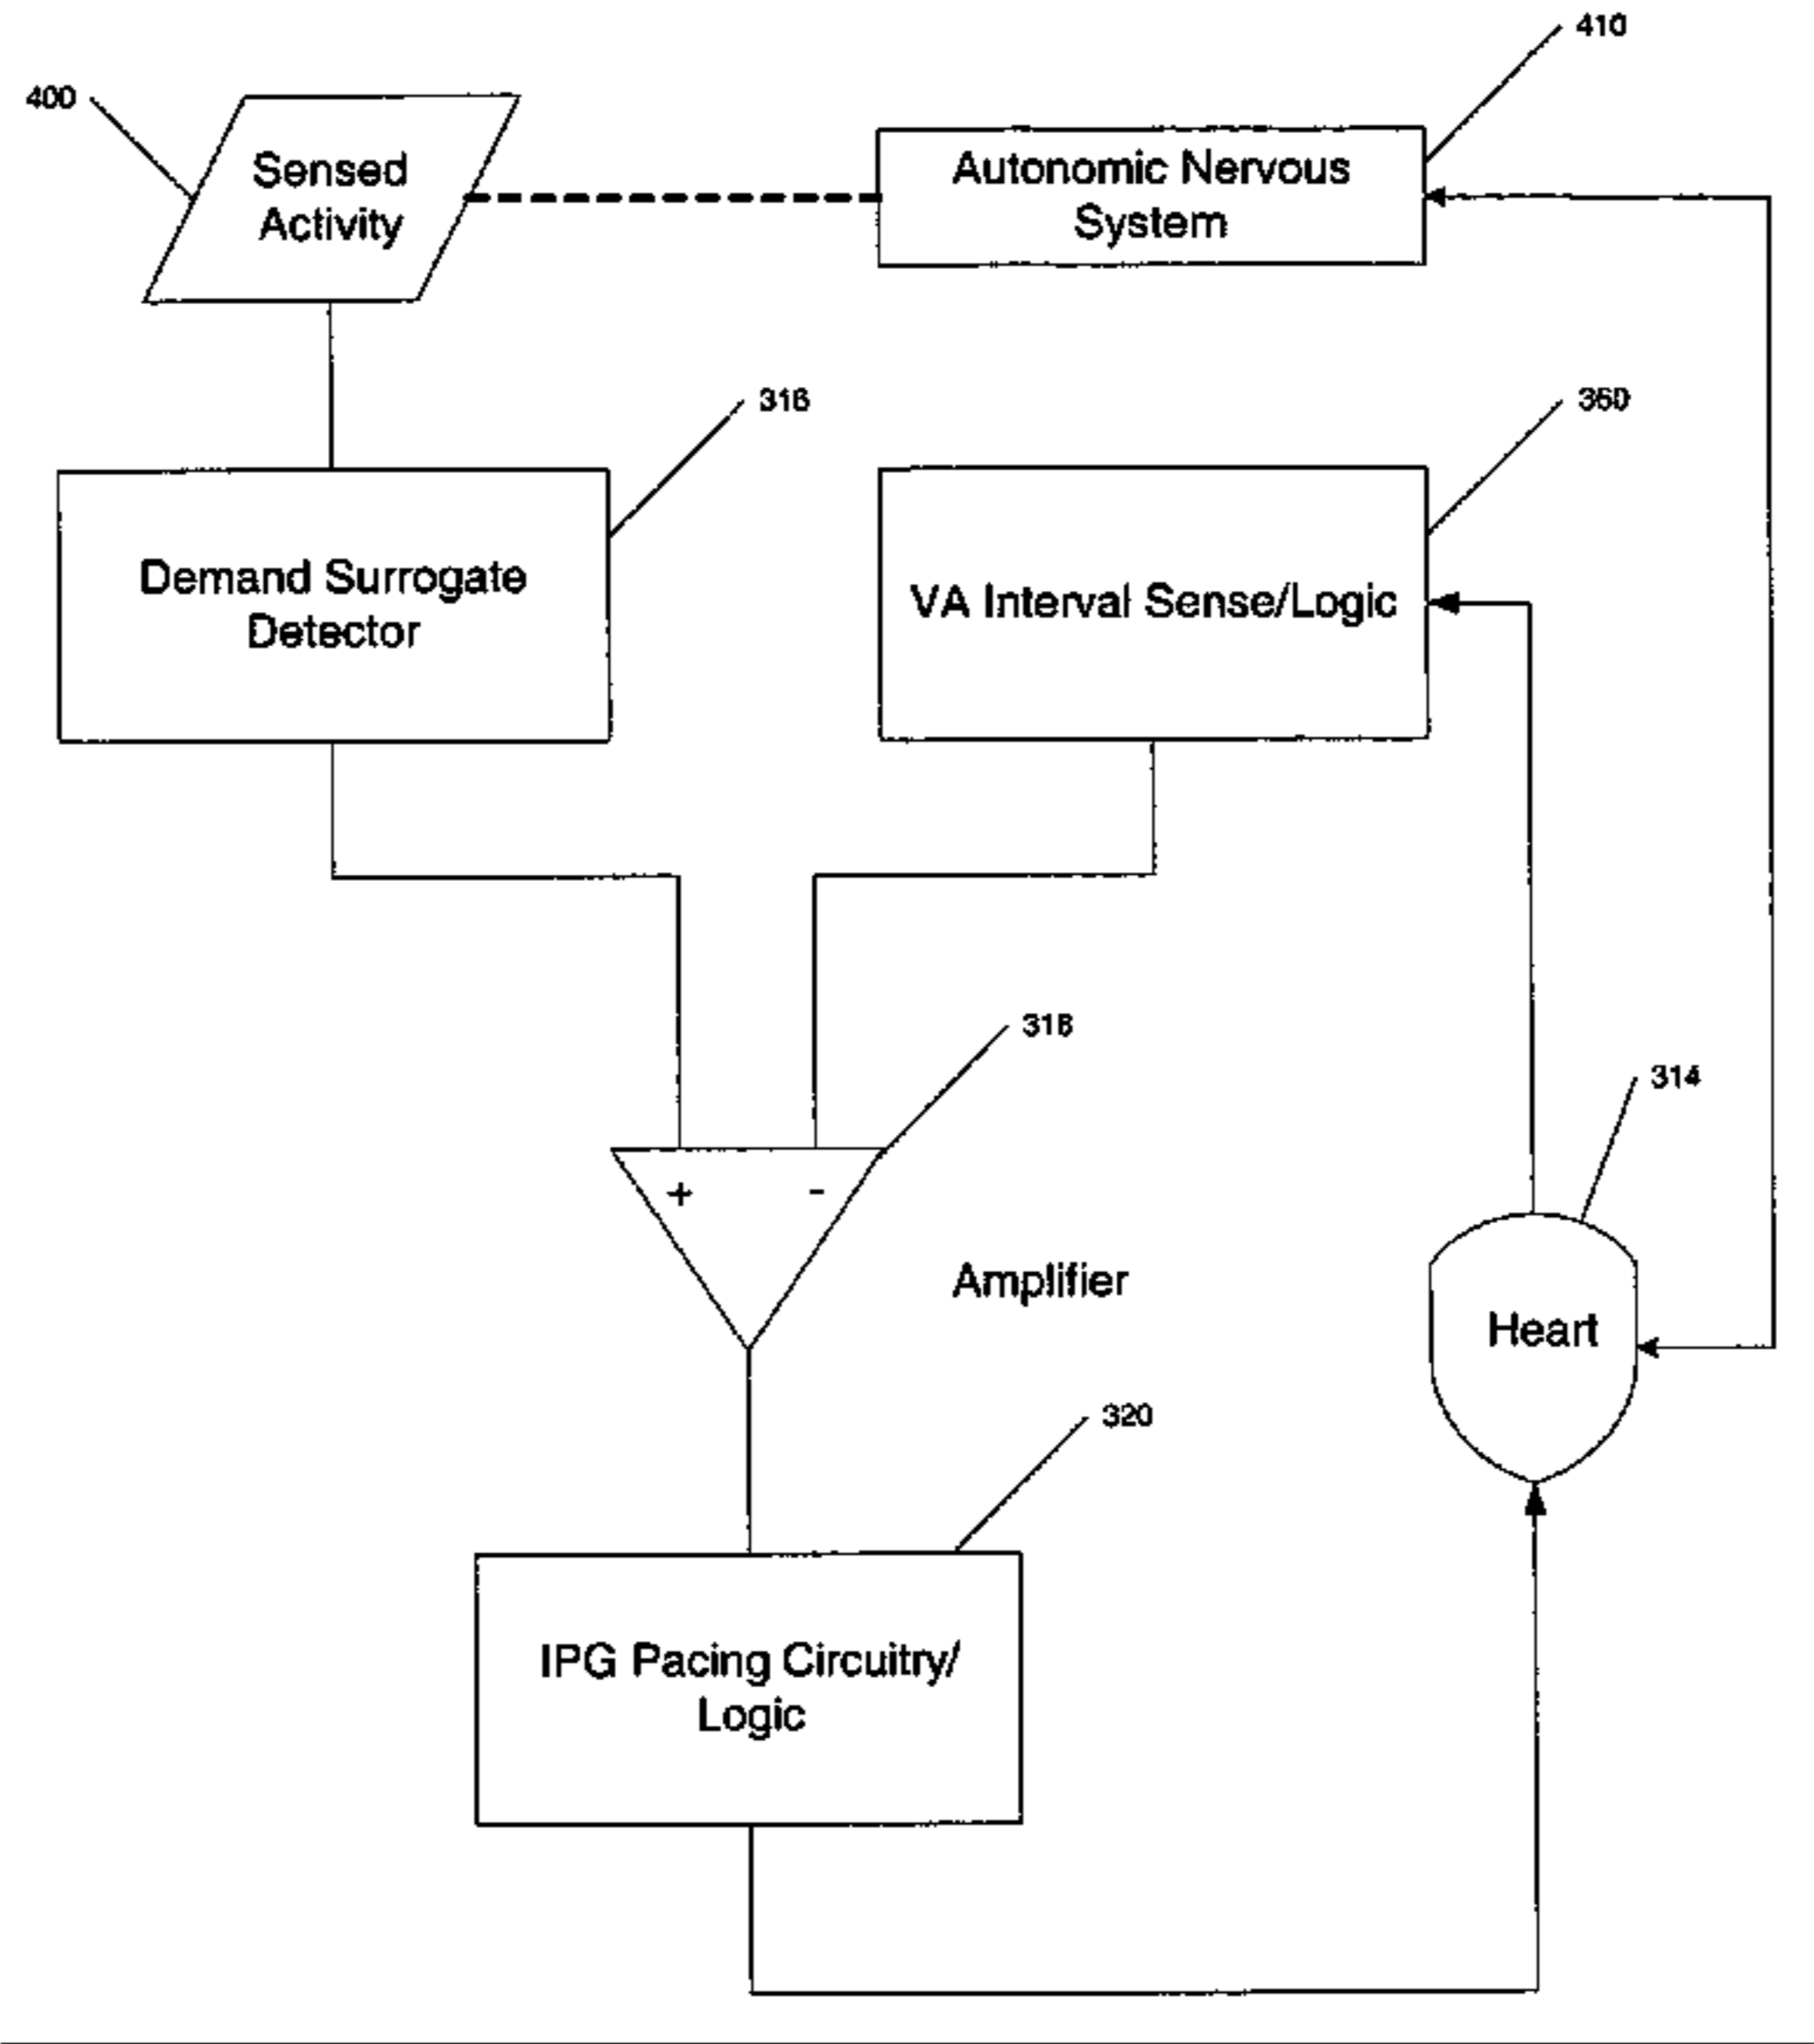 410
400
Sensed
Activity
Autonomic Nervous
System
316
360
Demand Surrogate
Detector
VA Interval Sense/Logic
318
314
+
-
Amplifier
Heart
320
IPG Pacing Circuitry/
Logic